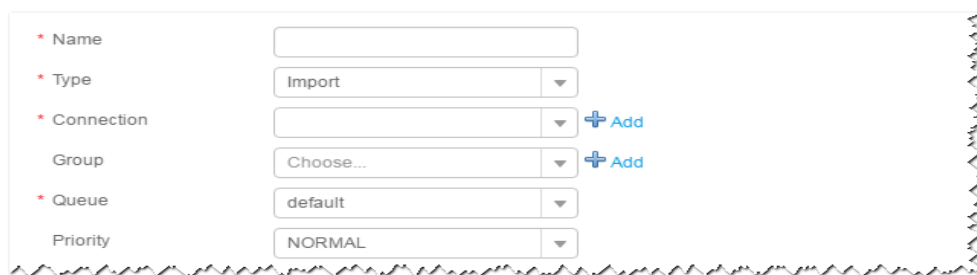 * Name
* Type Import
* Connection Add
Group Choose... Add
* Queue default
Priority NORMAL